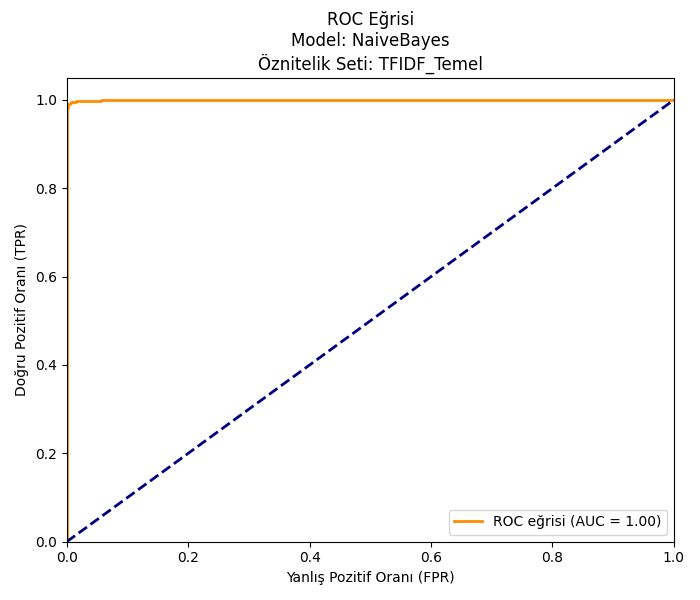 ROC Eğrisi
Model: NaiveBayes
Öznitelik Seti: TFIDF_Temel
1.0
0.8
0.6
0.4
0.2
0.0
Doğru Pozitif Oranı (TPR)
ROC eğrisi (AUC = 1.00)
0.0 0.2 0.4 0.6 0.8 1.0
Yanlış Pozitif Oranı (FPR)